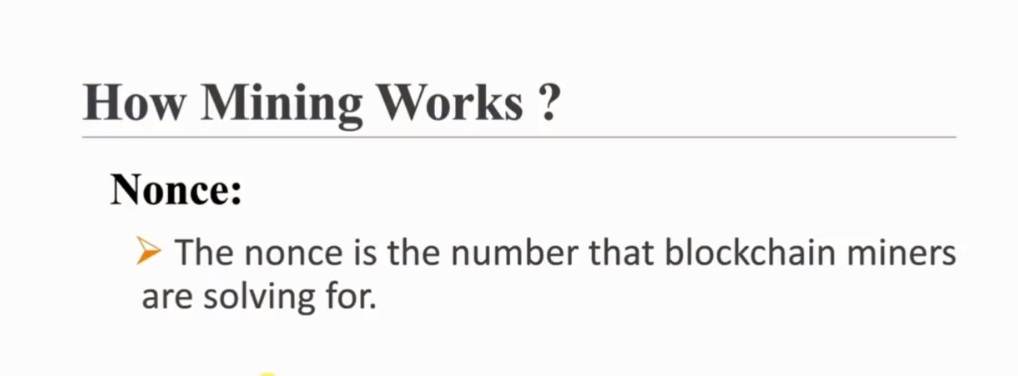 How Mining Works ?
Nonce:
The nonce is the number that blockchain miners
are solving for.